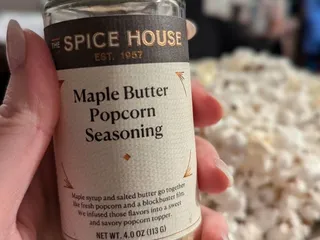 THE SPICE HOUSE
EST. 1957
Maple Butter
Popcorn
Seasoning
Maple syrup and salted butter go together
like fresh popcorn and a blockbuster film.
We infused those flavors into a sweet
and savory popcorn topper.
NET WT. 4.0 OZ (113 G)